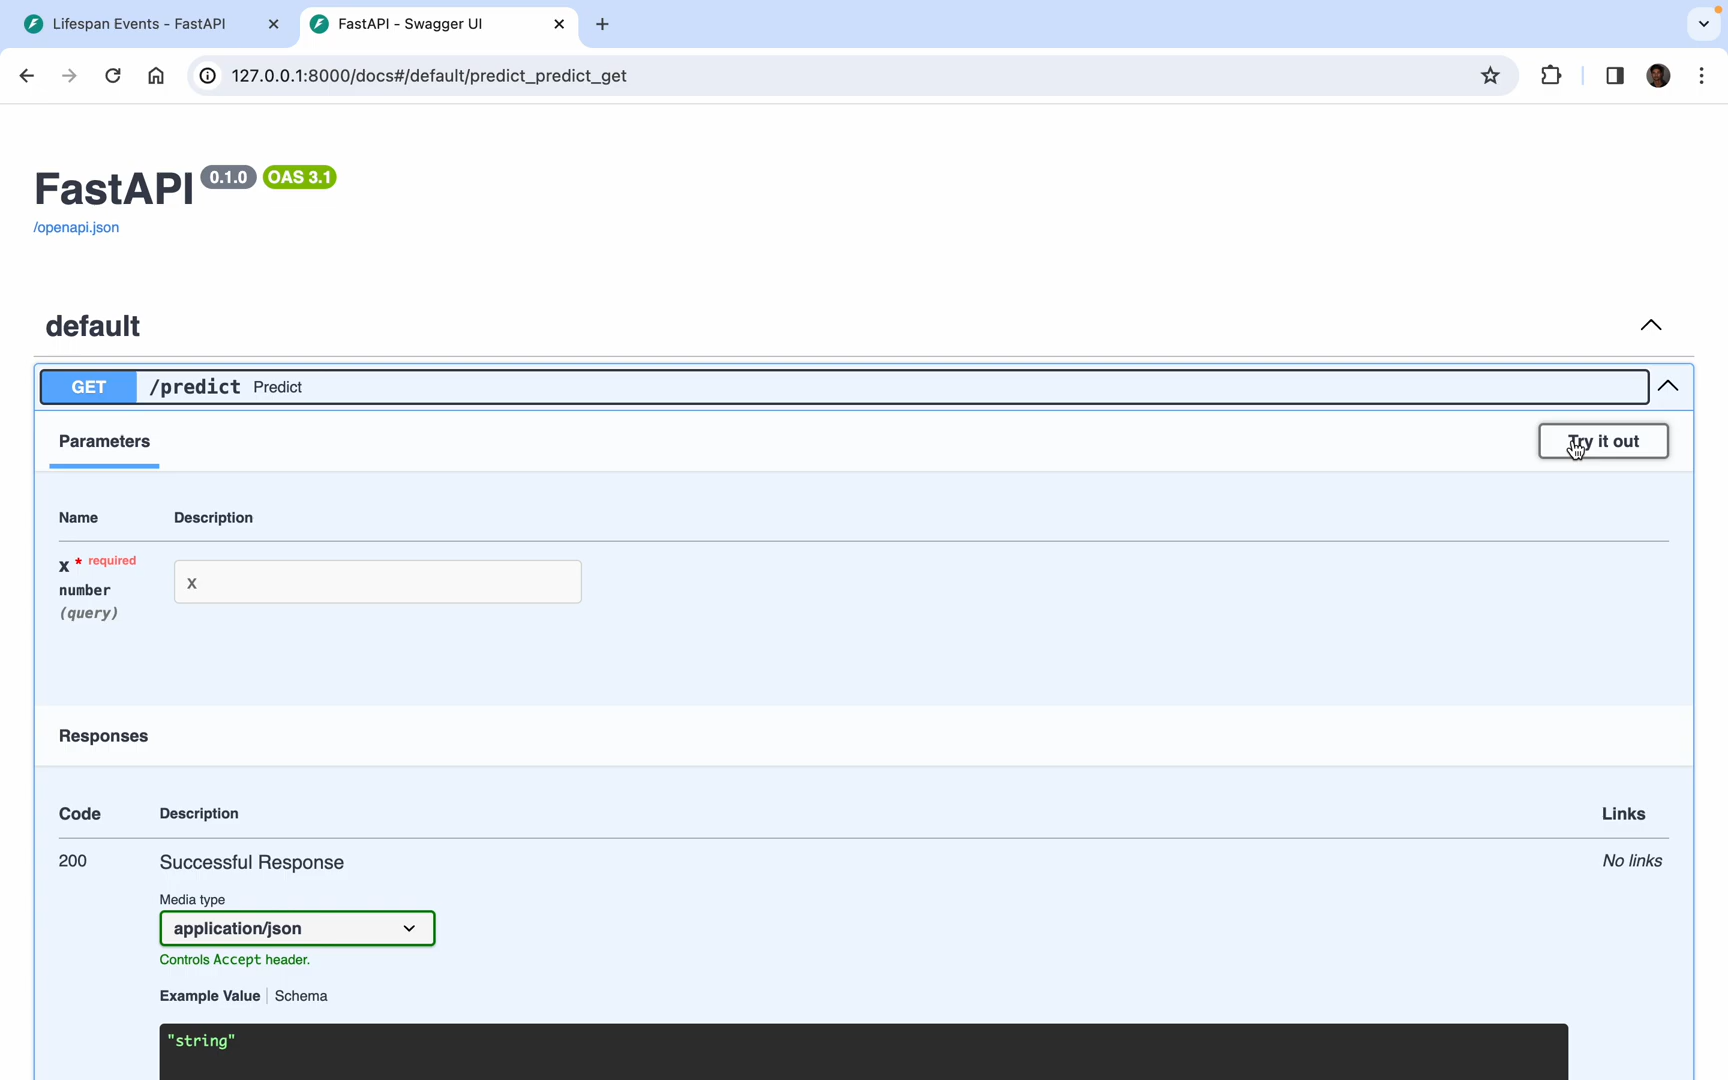 Lifespan Events - FastAPI
FastAPI - Swagger UI
127.0.0.1:8000/docs#/default/predict_predict_get
FastAPI 0.1.0 OAS 3.1
/openapi.json
default
GET /predict Predict
Parameters
Try it out
Name Description
x * required
x
number
(query)
Responses
Code Description Links
200 Successful Response No links
Media type
application/json
Controls Accept header.
Example Value Schema
"string"